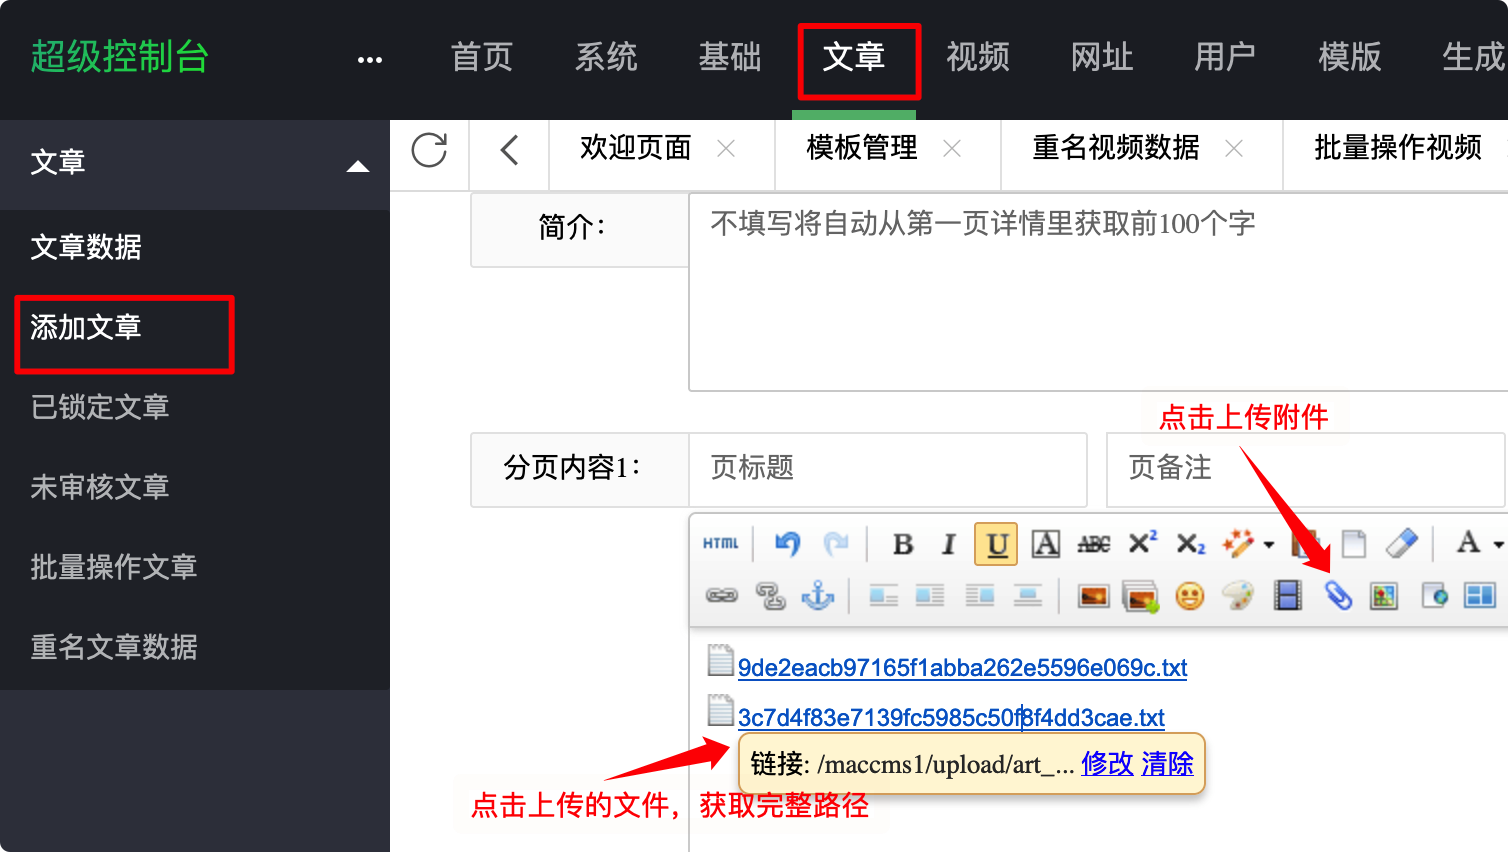 超级控制台 ... 首页 系统 基础 文章 视频 网址 用户 模版 生成
文章
欢迎页面 模板管理 重名视频数据 批量操作视频
文章数据
添加文章
已锁定文章
未审核文章
批量操作文章
重名文章数据
简介：
不填写将自动从第一页详情里获取前100个字
点击上传附件
分页内容1：
页标题
页备注
HTML B I U A ABC X² X₂ A
9de2eacb97165f1abba262e5596e069c.txt
3c7d4f83e7139fc5985c50f8f4dd3cae.txt
链接: /maccms1/upload/art_... 修改 清除
点击上传的文件，获取完整路径